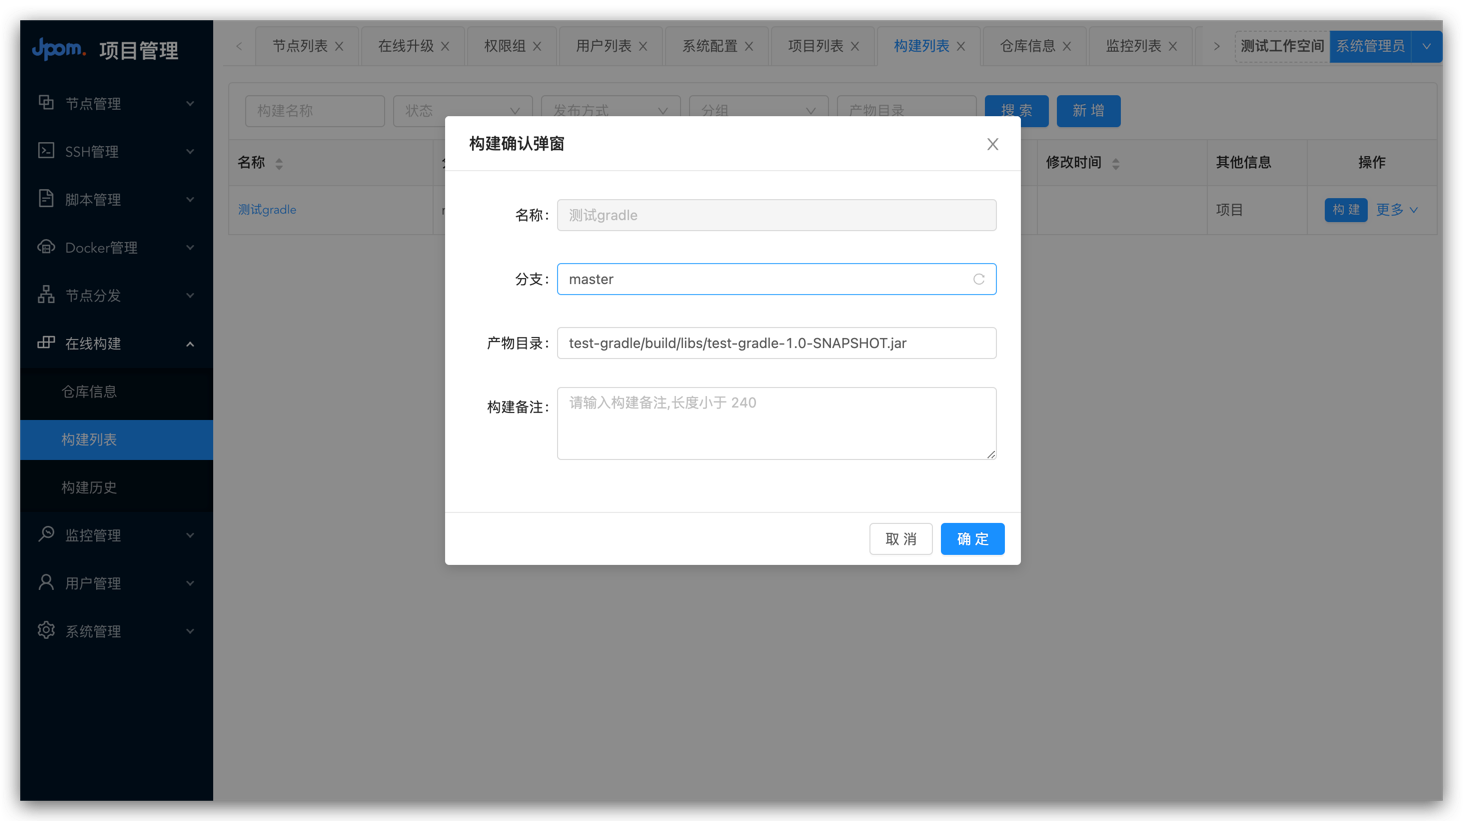 Jpom. 项目管理
节点列表
在线升级
权限组
用户列表
系统配置
项目列表
构建列表
仓库信息
监控列表
测试工作空间
系统管理员
节点管理
SSH管理
脚本管理
Docker管理
节点分发
在线构建
仓库信息
构建列表
构建历史
监控管理
用户管理
系统管理
构建名称
状态
发布方式
分组
产物目录
搜 索
新 增
名称
修改时间
其他信息
操作
测试gradle
项目
构 建
更多
构建确认弹窗
名称: 测试gradle
分支: master
产物目录: test-gradle/build/libs/test-gradle-1.0-SNAPSHOT.jar
构建备注: 请输入构建备注,长度小于 240
取 消
确 定